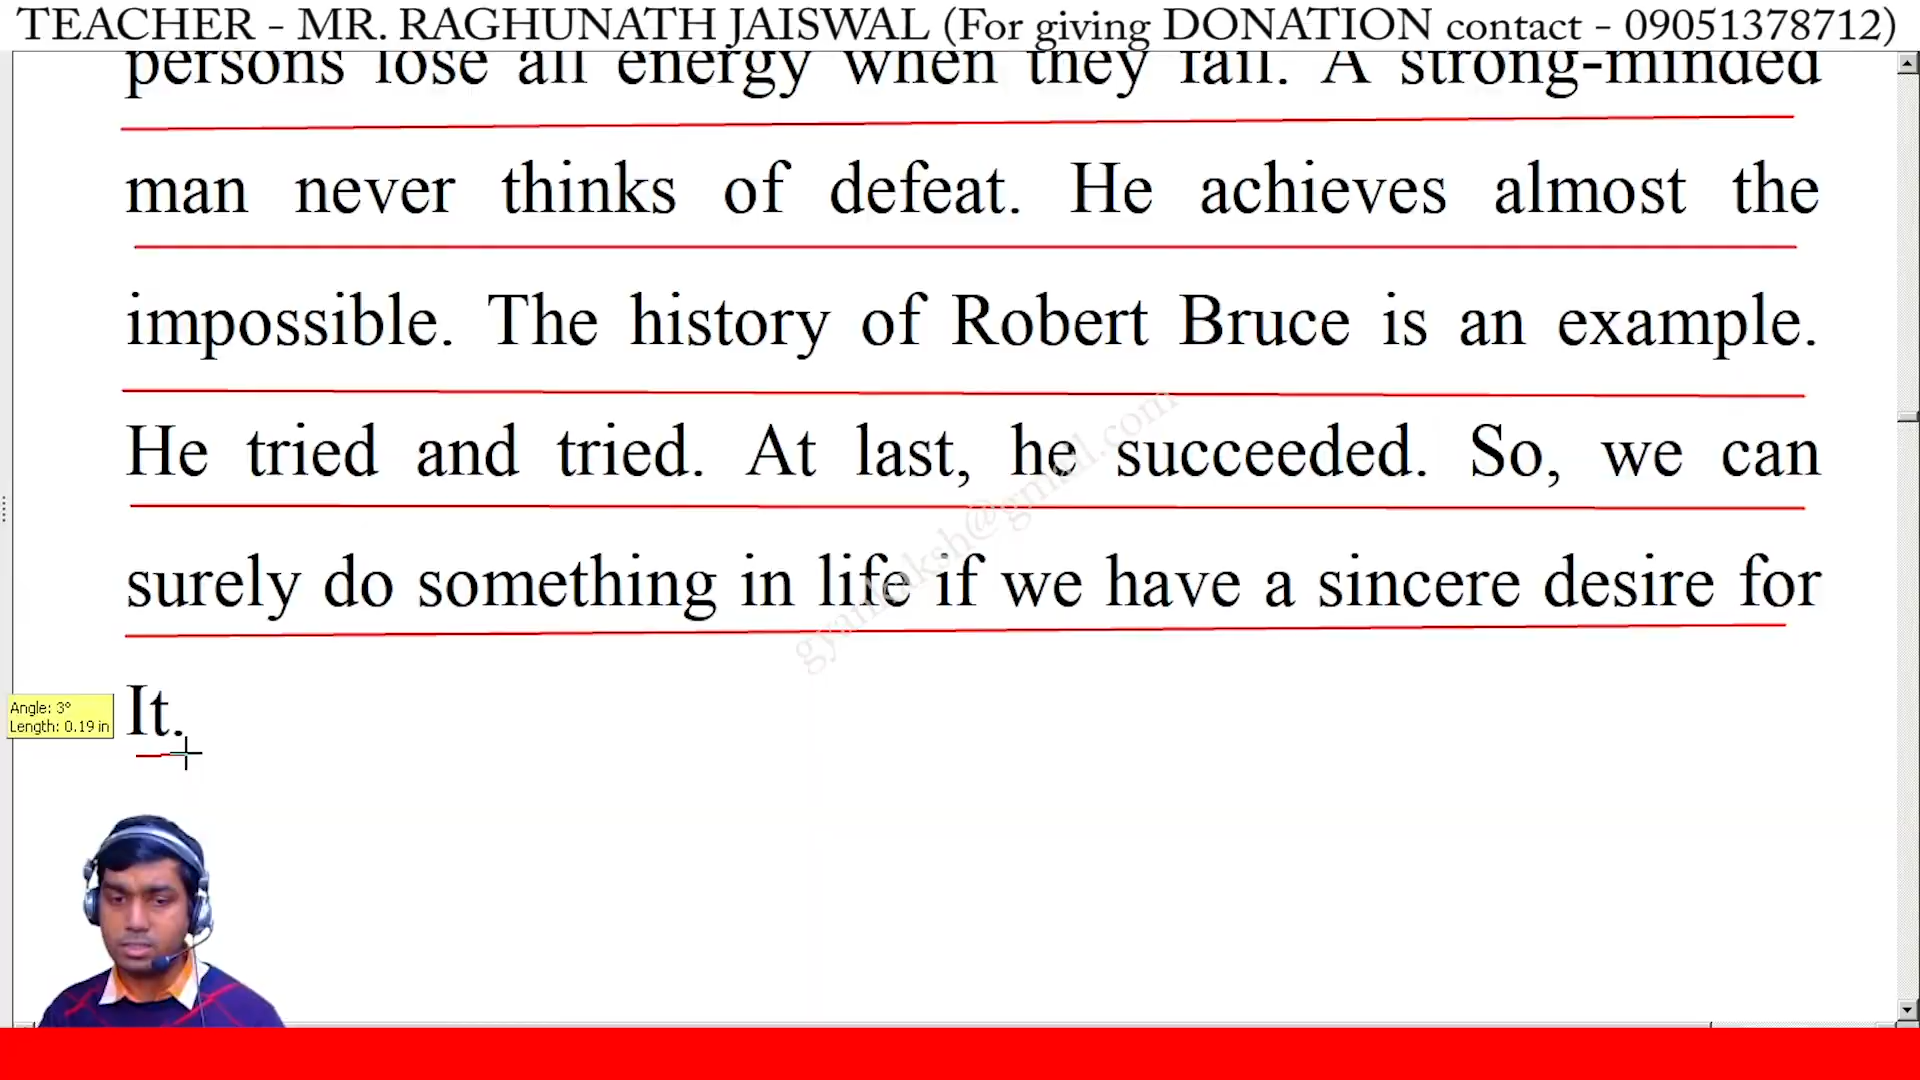 TEACHER - MR. RAGHUNATH JAISWAL (For giving DONATION contact - 09051378712)
persons lose all energy when they fail. A strong-minded
man never thinks of defeat. He achieves almost the
impossible. The history of Robert Bruce is an example.
He tried and tried. At last, he succeeded. So, we can
surely do something in life if we have a sincere desire for
It.
Angle: 3°
Length: 0.19 in